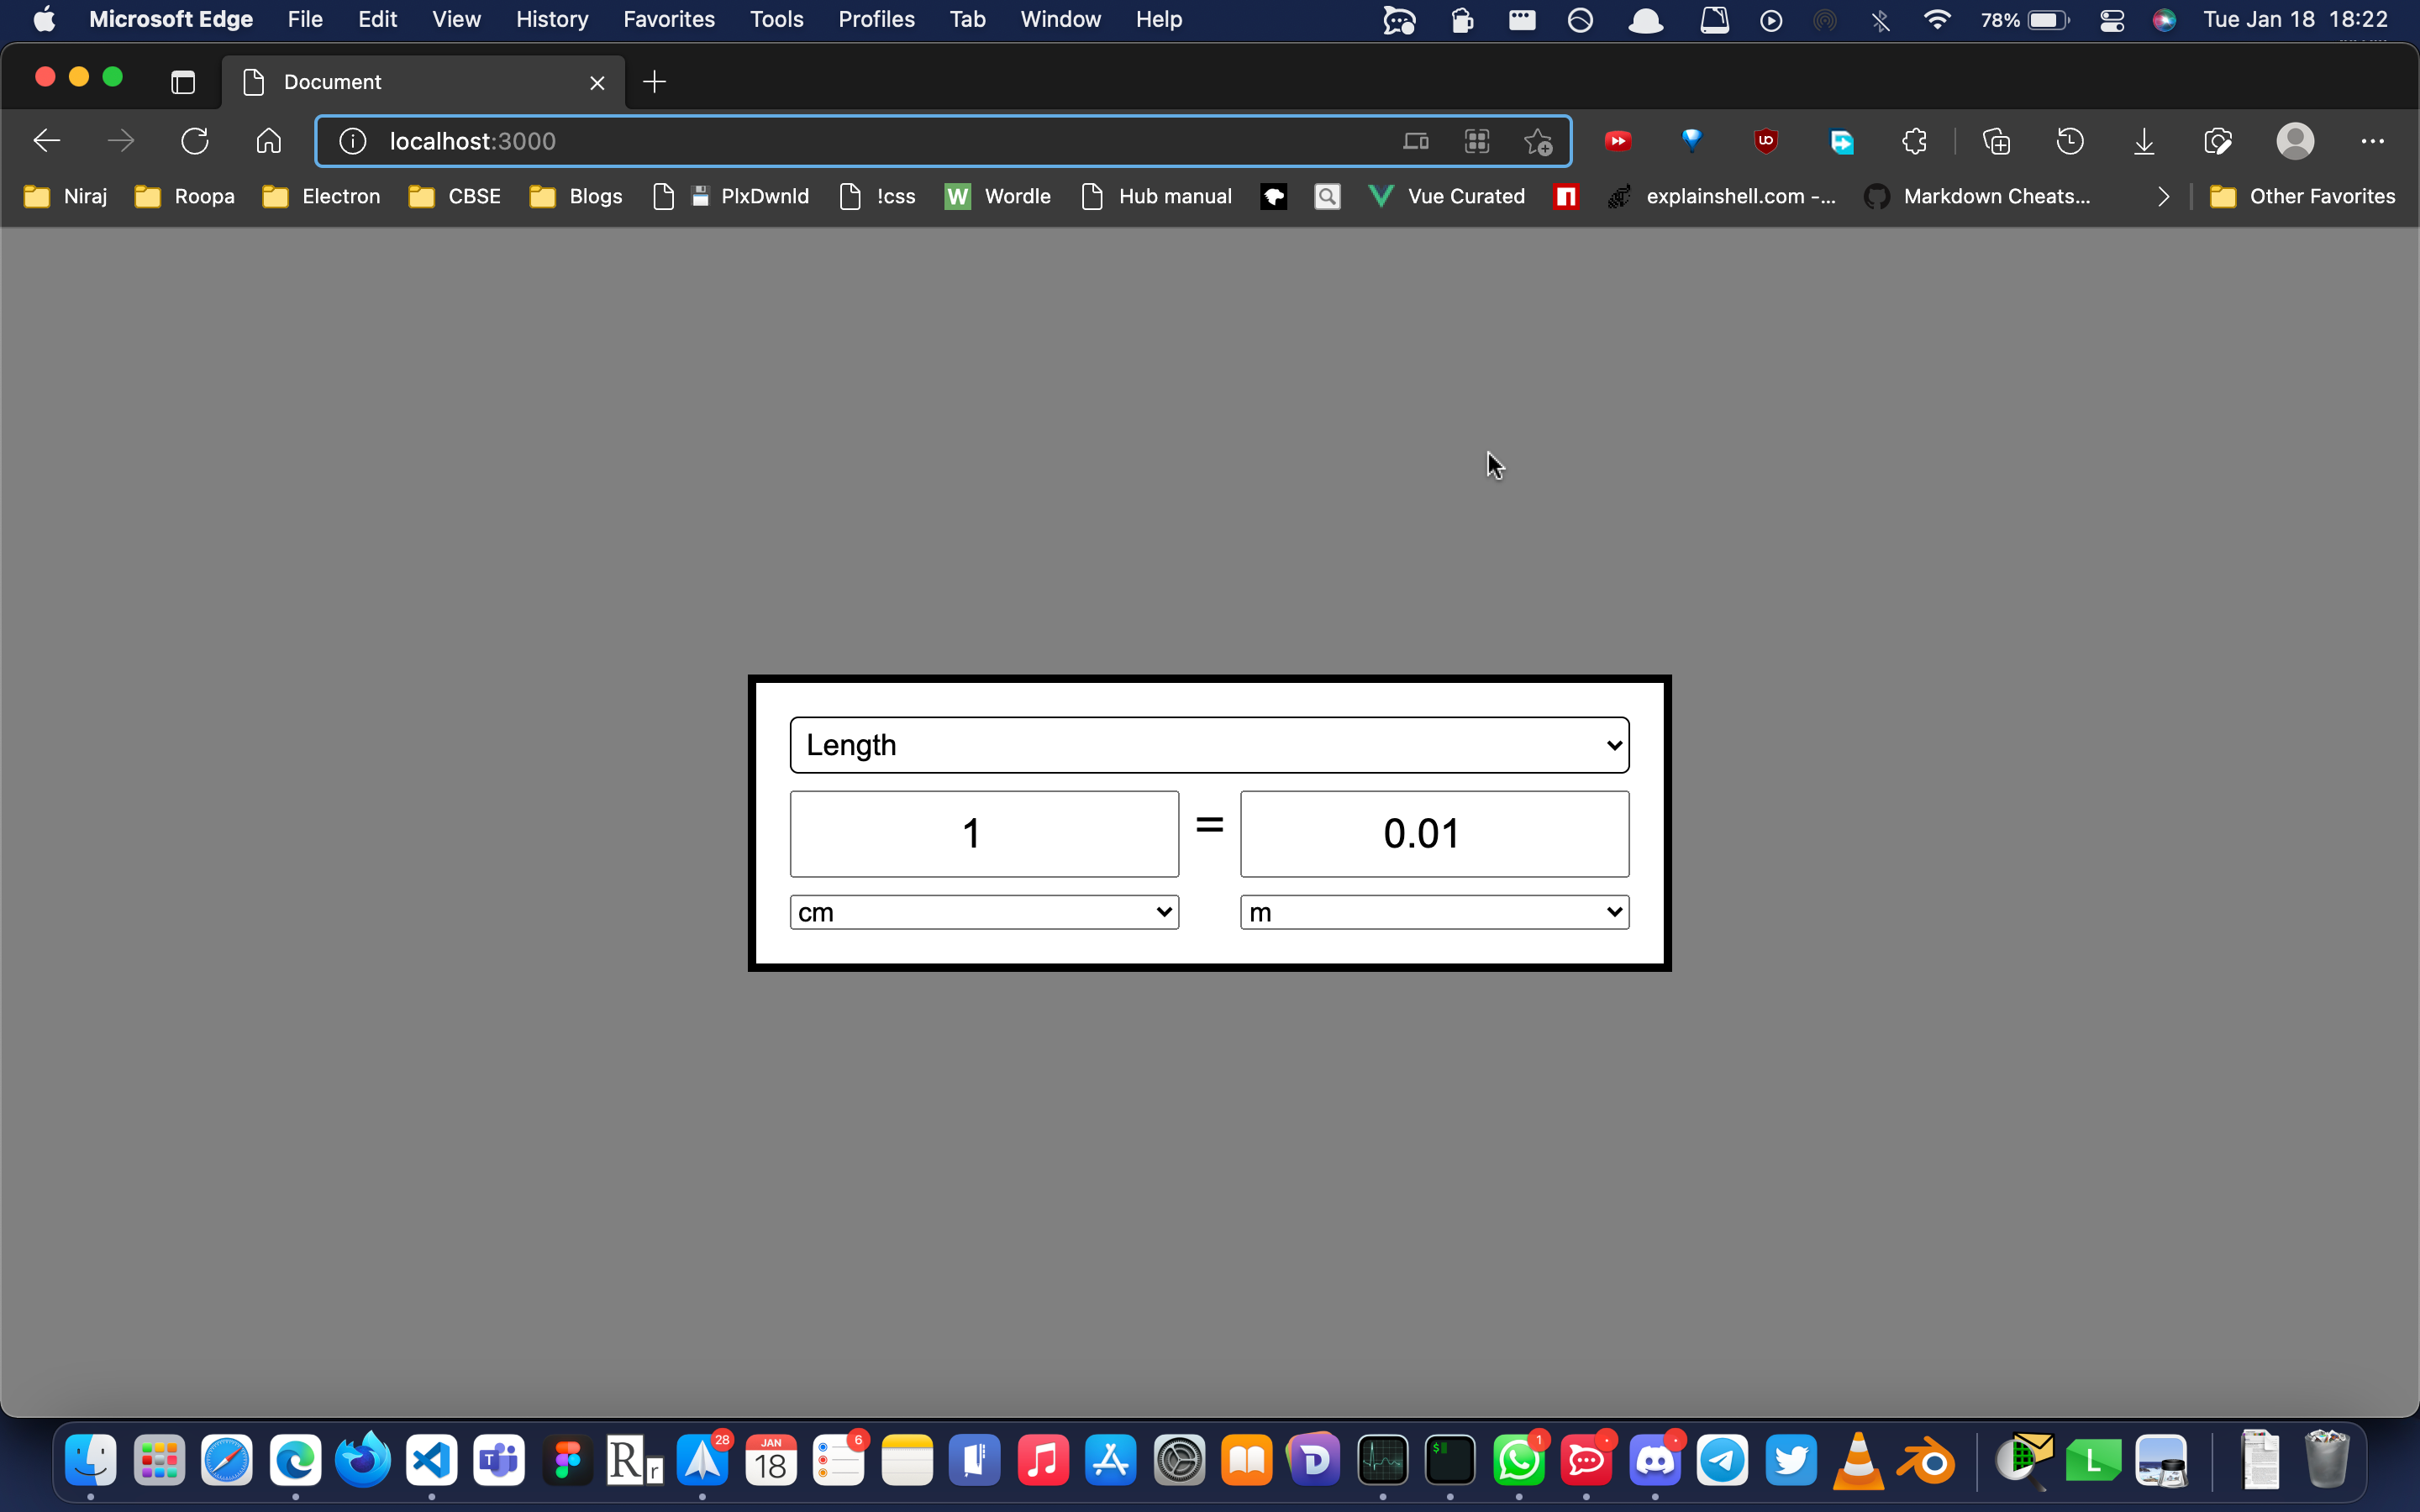 Microsoft Edge File Edit View History Favorites Tools Profiles Tab Window Help 78% Tue Jan 18 18:22
Document
localhost:3000
Niraj Roopa Electron CBSE Blogs PlxDwnld !css W Wordle Hub manual Vue Curated n explainshell.com -... Markdown Cheats... Other Favorites
Length
1 = 0.01
cm m
28 JAN 6 1
18 L